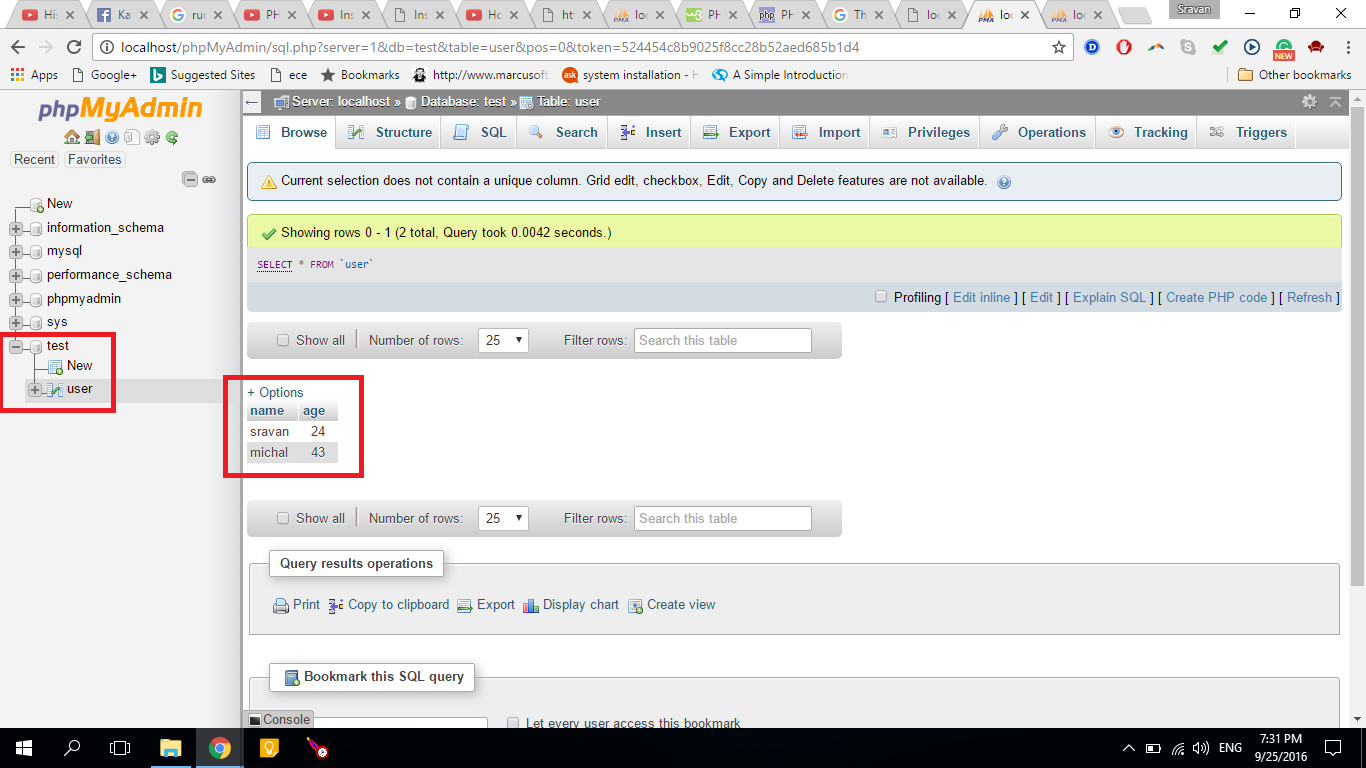 His
Ka
rur
PH
Ins
Ins
Ho
htt
loc
PH
PH
Th
loc
loc
loc
Sravan
localhost/phpMyAdmin/sql.php?server=1&db=test&table=user&pos=0&token=524454c8b9025f8cc28b52aed685b1d4
NEW
Apps
Google+
Suggested Sites
ece
Bookmarks
http://www.marcusoft
ask system installation - H
A Simple Introduction
Other bookmarks
phpMyAdmin
Recent
Favorites
New
information_schema
mysql
performance_schema
phpmyadmin
sys
test
New
user
Server: localhost » Database: test » Table: user
Browse
Structure
SQL
Search
Insert
Export
Import
Privileges
Operations
Tracking
Triggers
Current selection does not contain a unique column. Grid edit, checkbox, Edit, Copy and Delete features are not available.
Showing rows 0 - 1 (2 total, Query took 0.0042 seconds.)
SELECT * FROM `user`
Profiling [ Edit inline ] [ Edit ] [ Explain SQL ] [ Create PHP code ] [ Refresh ]
Show all
Number of rows: 25
Filter rows: Search this table
+ Options
name age
sravan 24
michal 43
Show all
Number of rows: 25
Filter rows: Search this table
Query results operations
Print Copy to clipboard Export Display chart Create view
Bookmark this SQL query
Console
Let every user access this bookmark
ENG
7:31 PM
9/25/2016